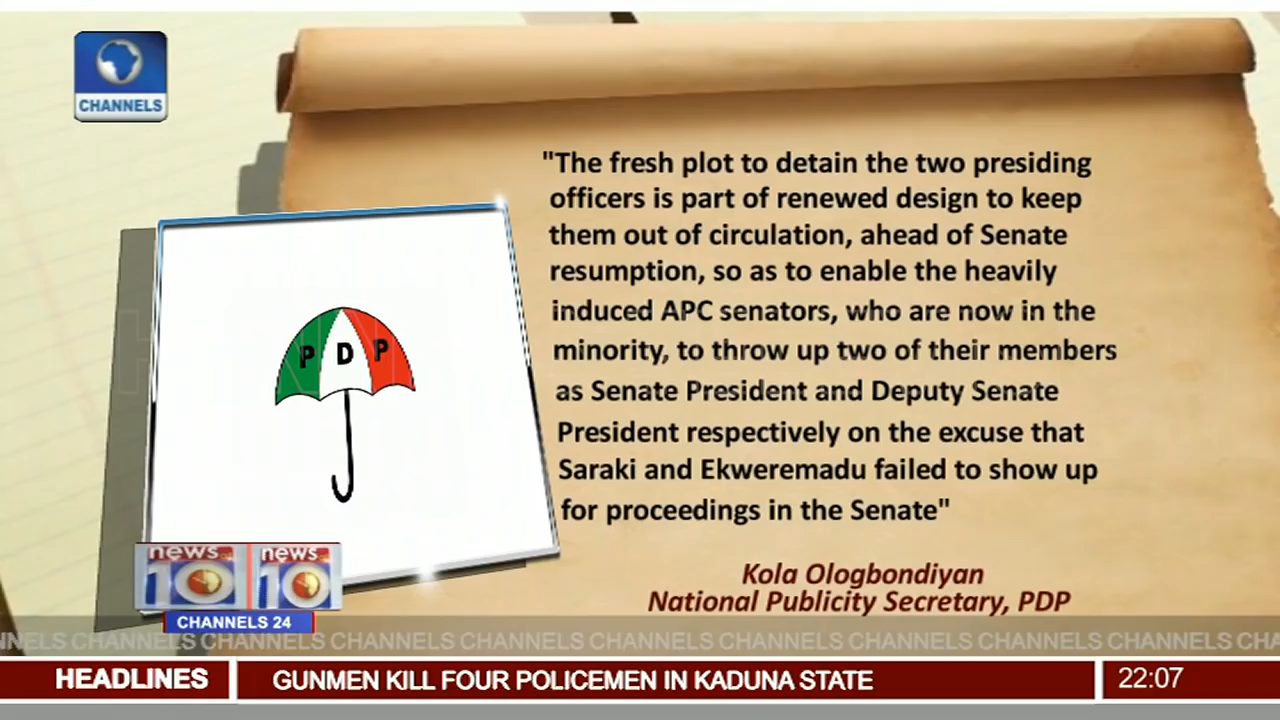 CHANNELS
"The fresh plot to detain the two presiding
officers is part of renewed design to keep
them out of circulation, ahead of Senate
resumption, so as to enable the heavily
induced APC senators, who are now in the
minority, to throw up two of their members
as Senate President and Deputy Senate
President respectively on the excuse that
Saraki and Ekweremadu failed to show up
for proceedings in the Senate"
Kola Ologbondiyan
National Publicity Secretary, PDP
P D P
news news
10 10
CHANNELS 24
CHANNELS CHANNELS CHANNELS CHANNELS CHANNELS CHANNELS CHANNELS CHANNELS CHANNELS
HEADLINES GUNMEN KILL FOUR POLICEMEN IN KADUNA STATE 22:07